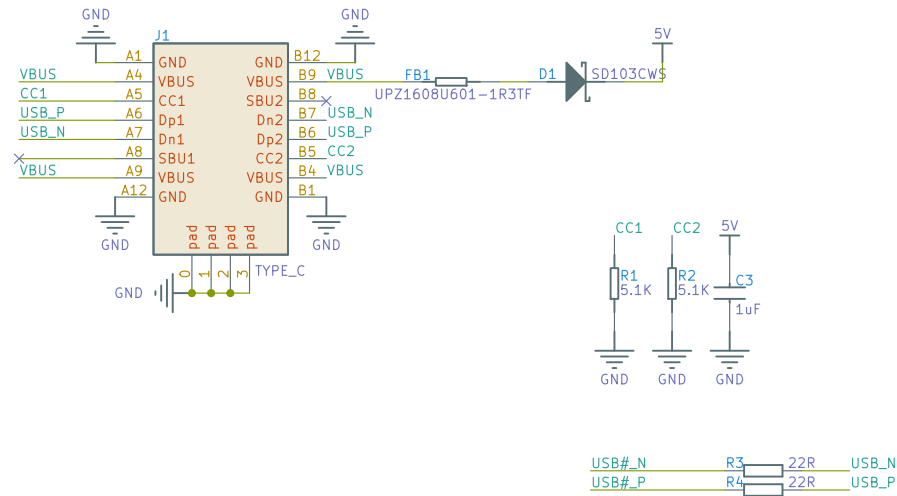 GND
GND
J1
5V
A1 GND GND B12
VBUS A4 VBUS VBUS B9 VBUS FB1 D1 SD103CWS
UPZ1608U601-1R3TF
CC1 A5 CC1 SBU2 B8
USB_P A6 Dp1 Dn2 B7 USB_N
USB_N A7 Dn1 Dp2 B6 USB_P
A8 SBU1 CC2 B5 CC2
VBUS A9 VBUS VBUS B4 VBUS
A12 GND GND B1
GND
GND
pad pad pad pad
0 1 2 3
TYPE_C
GND
CC1 CC2 5V
R1 R2 C3
5.1K 5.1K 1uF
GND GND GND
USB#_N R3 22R USB_N
USB#_P R4 22R USB_P